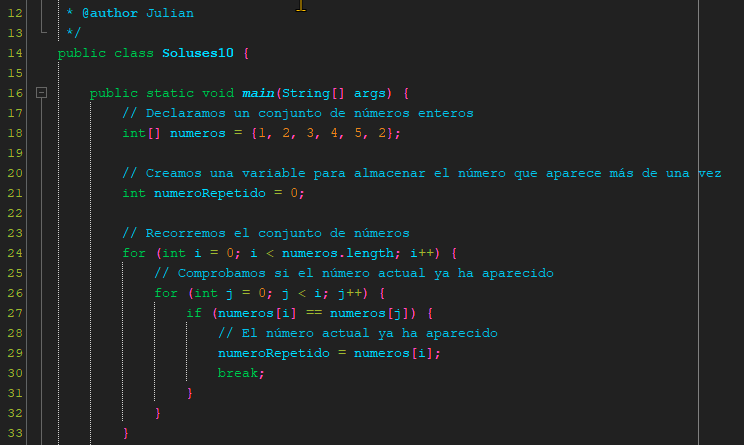 12 * @author Julian
13 */
14 public class Soluses10 {
15
16 public static void main(String[] args) {
17 // Declaramos un conjunto de números enteros
18 int[] numeros = {1, 2, 3, 4, 5, 2};
19
20 // Creamos una variable para almacenar el número que aparece más de una vez
21 int numeroRepetido = 0;
22
23 // Recorremos el conjunto de números
24 for (int i = 0; i < numeros.length; i++) {
25 // Comprobamos si el número actual ya ha aparecido
26 for (int j = 0; j < i; j++) {
27 if (numeros[i] == numeros[j]) {
28 // El número actual ya ha aparecido
29 numeroRepetido = numeros[i];
30 break;
31 }
32 }
33 }